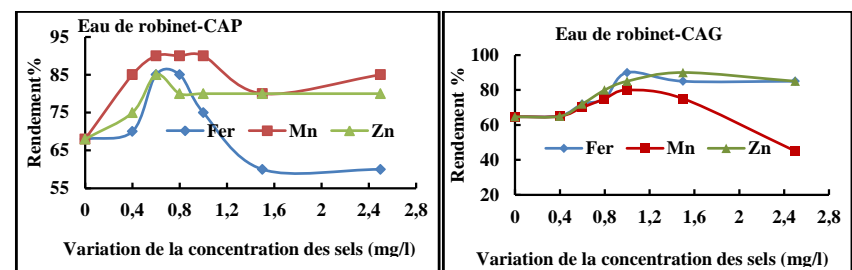 Eau de robinet-CAP
95
85
75
65
55
Rendement%
Fer Mn Zn
0 0,4 0,8 1,2 1,6 2 2,4 2,8
Variation de la concentration des sels (mg/l)
Eau de robinet-CAG
100
80
60
40
20
Rendement %
Fer Mn Zn
0 0,4 0,8 1,2 1,6 2 2,4 2,8
Variation de la concentration des sels (mg/l)